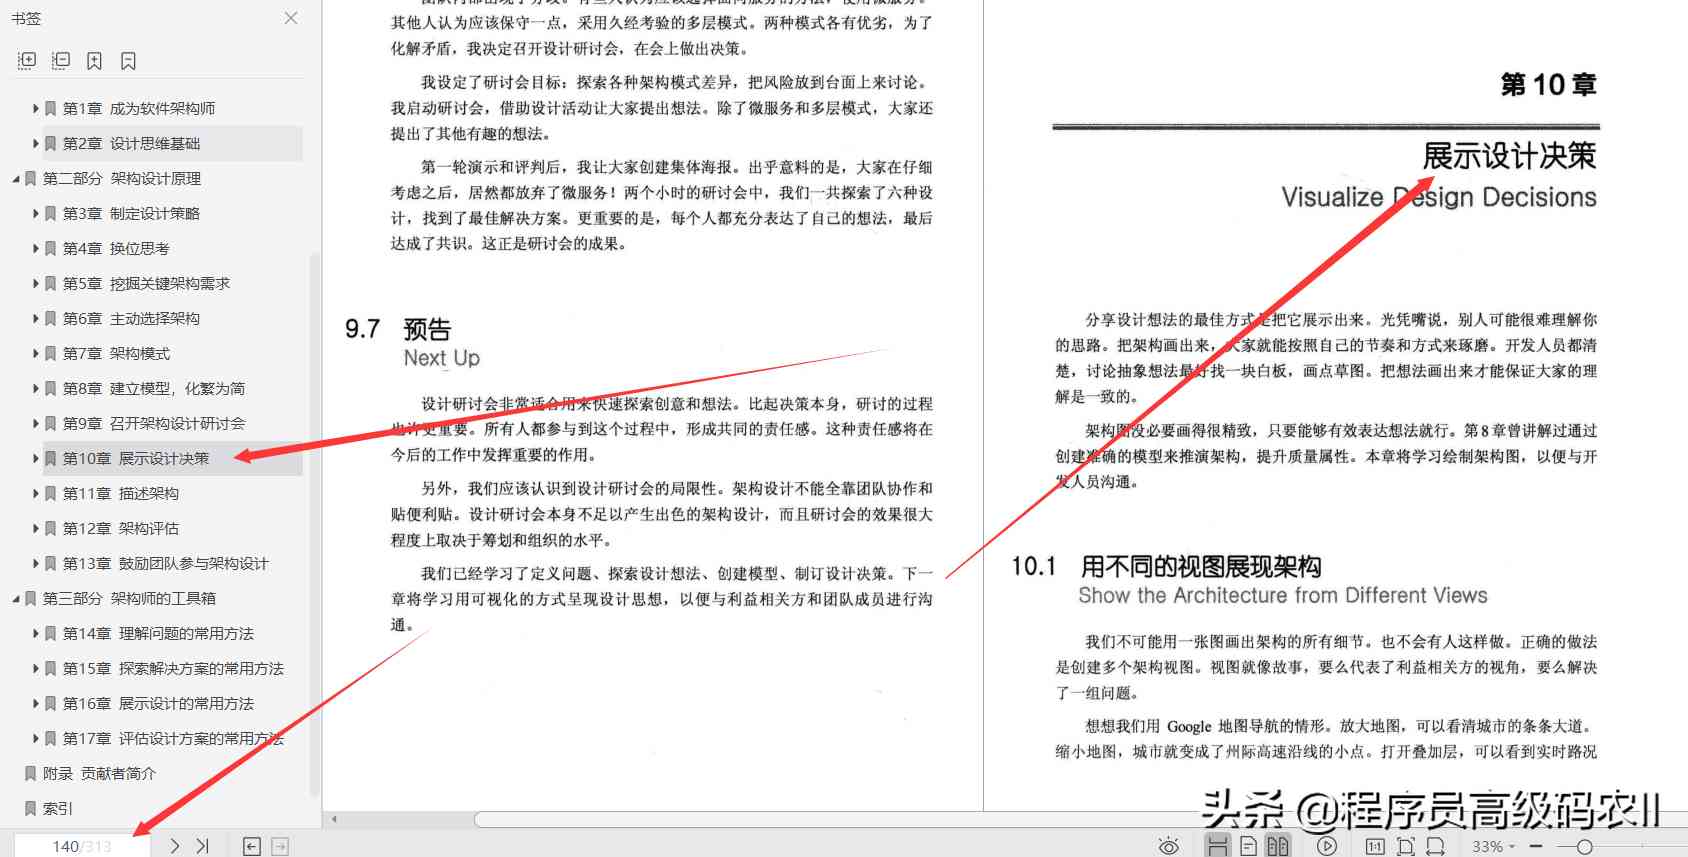 书签
第1章 成为软件架构师
第2章 设计思维基础
第二部分 架构设计原理
第3章 制定设计策略
第4章 换位思考
第5章 挖掘关键架构需求
第6章 主动选择架构
第7章 架构模式
第8章 建立模型，化繁为简
第9章 召开架构设计研讨会
第10章 展示设计决策
第11章 描述架构
第12章 架构评估
第13章 鼓励团队参与架构设计
第三部分 架构师的工具箱
第14章 理解问题的常用方法
第15章 探索解决方案的常用方法
第16章 展示设计的常用方法
第17章 评估设计方案的常用方法
附录 贡献者简介
索引
140/313
其他人认为应该保守一点，采用久经考验的多层模式。两种模式各有优劣，为了
化解矛盾，我决定召开设计研讨会，在会上做出决策。
我设定了研讨会目标：探索各种架构模式差异，把风险放到台面上来讨论。
我启动研讨会，借助设计活动让大家提出想法。除了微服务和多层模式，大家还
提出了其他有趣的想法。
第一轮演示和评判后，我让大家创建集体海报。出乎意料的是，大家在仔细
考虑之后，居然都放弃了微服务！两个小时的研讨会中，我们一共探索了六种设
计，找到了最佳解决方案。更重要的是，每个人都充分表达了自己的想法，最后
达成了共识。这正是研讨会的成果。
9.7 预告
Next Up
设计研讨会非常适合用来快速探索创意和想法。比起决策本身，研讨的过程
也许更重要。所有人都参与到这个过程中，形成共同的责任感。这种责任感将在
今后的工作中发挥重要的作用。
另外，我们应该认识到设计研讨会的局限性。架构设计不能全靠团队协作和
贴便利贴。设计研讨会本身不足以产生出色的架构设计，而且研讨会的效果很大
程度上取决于筹划和组织的水平。
我们已经学习了定义问题、探索设计想法、创建模型、制订设计决策。下一
章将学习用可视化的方式呈现设计思想，以便与利益相关方和团队成员进行沟
通。
第 10 章
展示设计决策
Visualize Design Decisions
分享设计想法的最佳方式是把它展示出来。光凭嘴说，别人可能很难理解你
的思路。把架构画出来，大家就能按照自己的节奏和方式来琢磨。开发人员都清
楚，讨论抽象想法最好找一块白板，画点草图。把想法画出来才能保证大家的理
解是一致的。
架构图没必要画得很精致，只要能够有效表达想法就行。第 8 章曾讲解过通过
创建准确的模型来推演架构，提升质量属性。本章将学习绘制架构图，以便与开
发人员沟通。
10.1 用不同的视图展现架构
Show the Architecture from Different Views
我们不可能用一张图画出架构的所有细节。也不会有人这样做。正确的做法
是创建多个架构视图。视图就像故事，要么代表了利益相关方的视角，要么解决
了一组问题。
想想我们用 Google 地图导航的情形。放大地图，可以看清城市的条条大道。
缩小地图，城市就变成了州际高速沿线的小点。打开叠加层，可以看到实时路况
头条 @程序员高级码农II
1:1
33%